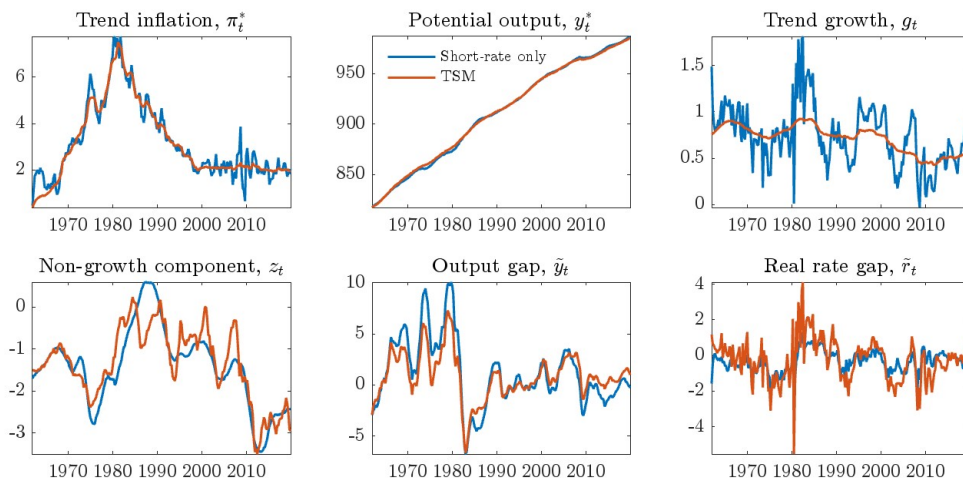 Trend inflation, π*ₜ
6
4
2
1970 1980 1990 2000 2010
Potential output, y*ₜ
Short-rate only
TSM
950
900
850
1970 1980 1990 2000 2010
Trend growth, gₜ
1.5
1
0.5
0
1970 1980 1990 2000 2010
Non-growth component, zₜ
0
-1
-2
-3
1970 1980 1990 2000 2010
Output gap, ỹₜ
10
5
0
-5
1970 1980 1990 2000 2010
Real rate gap, r̃ₜ
4
2
0
-2
-4
1970 1980 1990 2000 2010